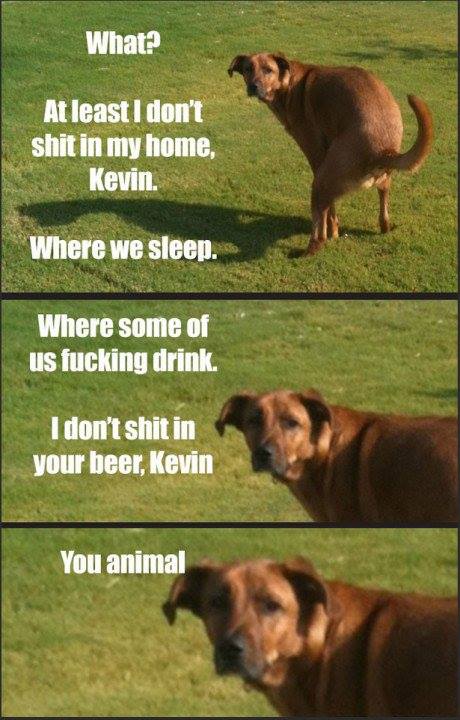 What?
At least I don't
shit in my home,
Kevin.
Where we sleep.
Where some of
us fucking drink.
I don't shit in
your beer, Kevin
You animal